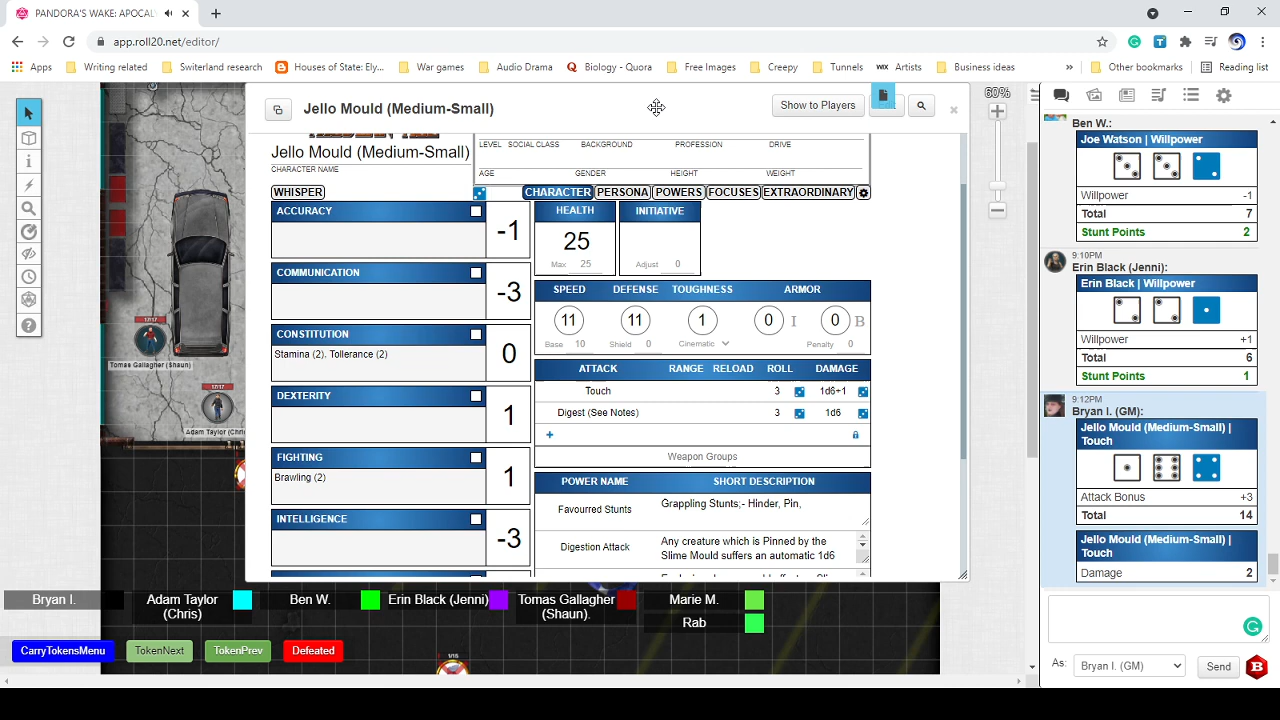 PANDORA'S WAKE: APOCAL
app.roll20.net/editor/
Apps
Writing related
Switerland research
Houses of State: Ely...
War games
Audio Drama
Biology - Quora
Free Images
Creepy
Tunnels
WIX Artists
Business ideas
»
Other bookmarks
Reading list
Jello Mould (Medium-Small)
Show to Players
60%
Jello Mould (Medium-Small)
CHARACTER NAME
LEVEL SOCIAL CLASS BACKGROUND PROFESSION DRIVE
AGE GENDER HEIGHT WEIGHT
WHISPER
CHARACTER PERSONA POWERS FOCUSES EXTRAORDINARY
ACCURACY
-1
COMMUNICATION
-3
CONSTITUTION
Stamina (2), Tollerance (2)
0
DEXTERITY
1
FIGHTING
Brawling (2)
1
INTELLIGENCE
-3
HEALTH
25
Max 25
INITIATIVE
Adjust 0
SPEED DEFENSE TOUGHNESS ARMOR
11 11 1 0 I 0 B
Base 10 Shield 0 Cinematic Penalty 0
ATTACK RANGE RELOAD ROLL DAMAGE
Touch 3 1d6+1
Digest (See Notes) 3 1d6
+
Weapon Groups
POWER NAME SHORT DESCRIPTION
Favoured Stunts
Grappling Stunts;- Hinder, Pin,
Digestion Attack
Any creature which is Pinned by the
Slime Mould suffers an automatic 1d6
17/17
Tomas Gallagher (Shaun)
17/17
Adam Taylor (Chris)
Bryan I.
Adam Taylor
(Chris)
Ben W.
Erin Black (Jenni)
Tomas Gallagher
(Shaun).
Marie M.
Rab
CarryTokensMenu
TokenNext
TokenPrev
Defeated
1/15
Ben W.:
Joe Watson | Willpower
Willpower -1
Total 7
Stunt Points 2
9:10PM
Erin Black (Jenni):
Erin Black | Willpower
Willpower +1
Total 6
Stunt Points 1
9:12PM
Bryan I. (GM):
Jello Mould (Medium-Small) |
Touch
Attack Bonus +3
Total 14
Jello Mould (Medium-Small) |
Touch
Damage 2
As:
Bryan I. (GM)
Send